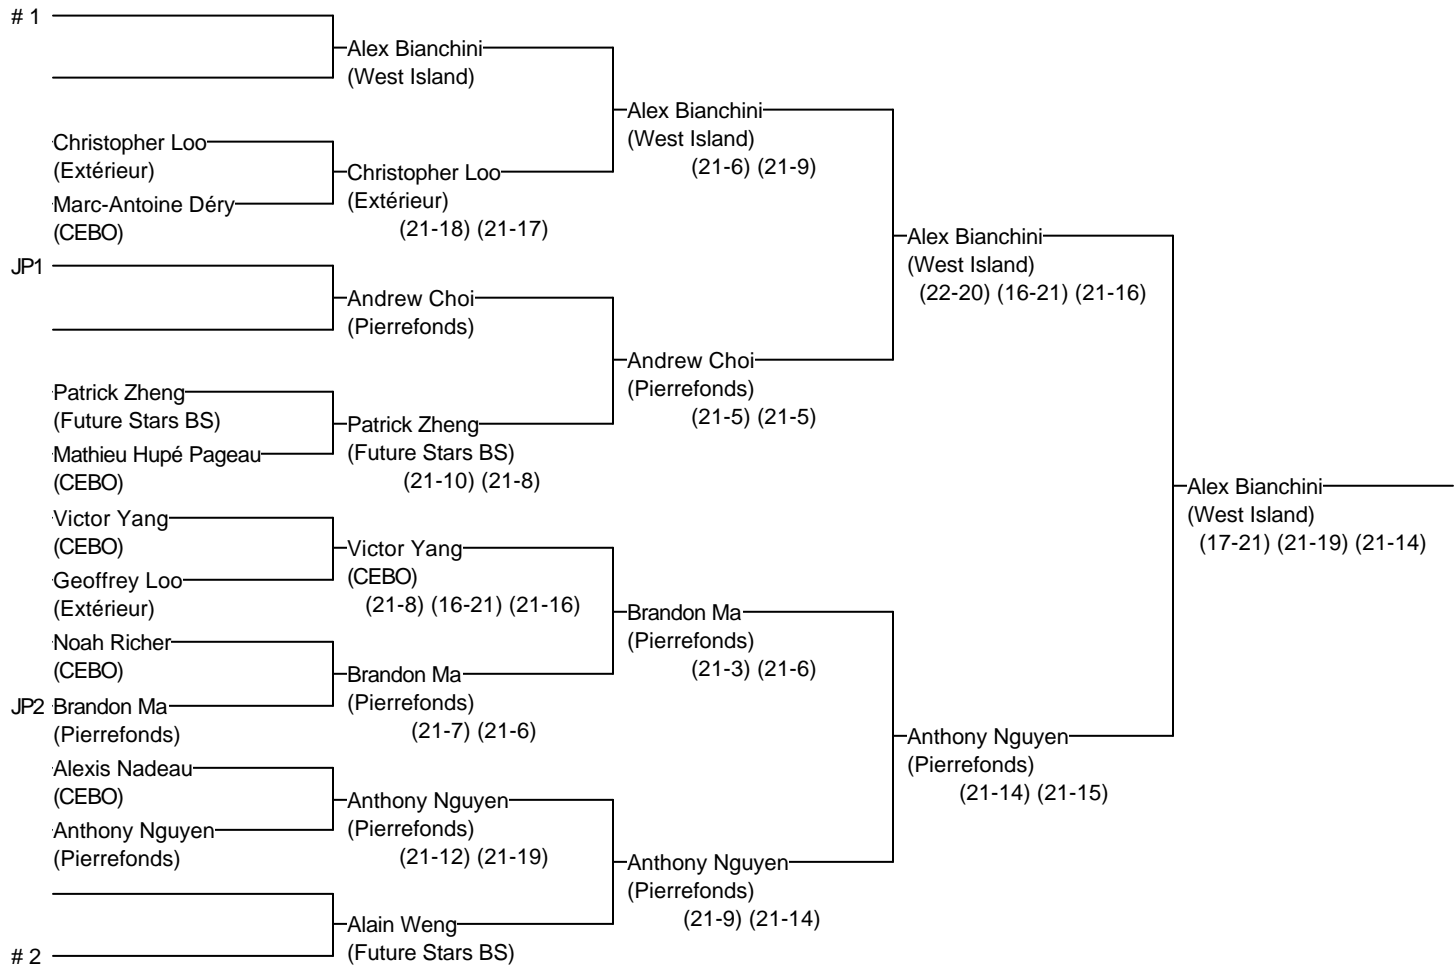 # 1
Alex Bianchini
(West Island)
Alex Bianchini
(West Island)
(21-6) (21-9)
Christopher Loo
(Extérieur)
Christopher Loo
(Extérieur)
(21-18) (21-17)
Marc-Antoine Déry
(CEBO)
Alex Bianchini
(West Island)
(22-20) (16-21) (21-16)
JP1
Andrew Choi
(Pierrefonds)
Andrew Choi
(Pierrefonds)
(21-5) (21-5)
Patrick Zheng
(Future Stars BS)
Patrick Zheng
(Future Stars BS)
(21-10) (21-8)
Mathieu Hupé Pageau
(CEBO)
Alex Bianchini
(West Island)
(17-21) (21-19) (21-14)
Victor Yang
(CEBO)
Victor Yang
(CEBO)
(21-8) (16-21) (21-16)
Geoffrey Loo
(Extérieur)
Brandon Ma
(Pierrefonds)
(21-3) (21-6)
Noah Richer
(CEBO)
Brandon Ma
(Pierrefonds)
(21-7) (21-6)
JP2 Brandon Ma
(Pierrefonds)
Anthony Nguyen
(Pierrefonds)
(21-14) (21-15)
Alexis Nadeau
(CEBO)
Anthony Nguyen
(Pierrefonds)
(21-12) (21-19)
Anthony Nguyen
(Pierrefonds)
Anthony Nguyen
(Pierrefonds)
(21-9) (21-14)
Alain Weng
(Future Stars BS)
# 2